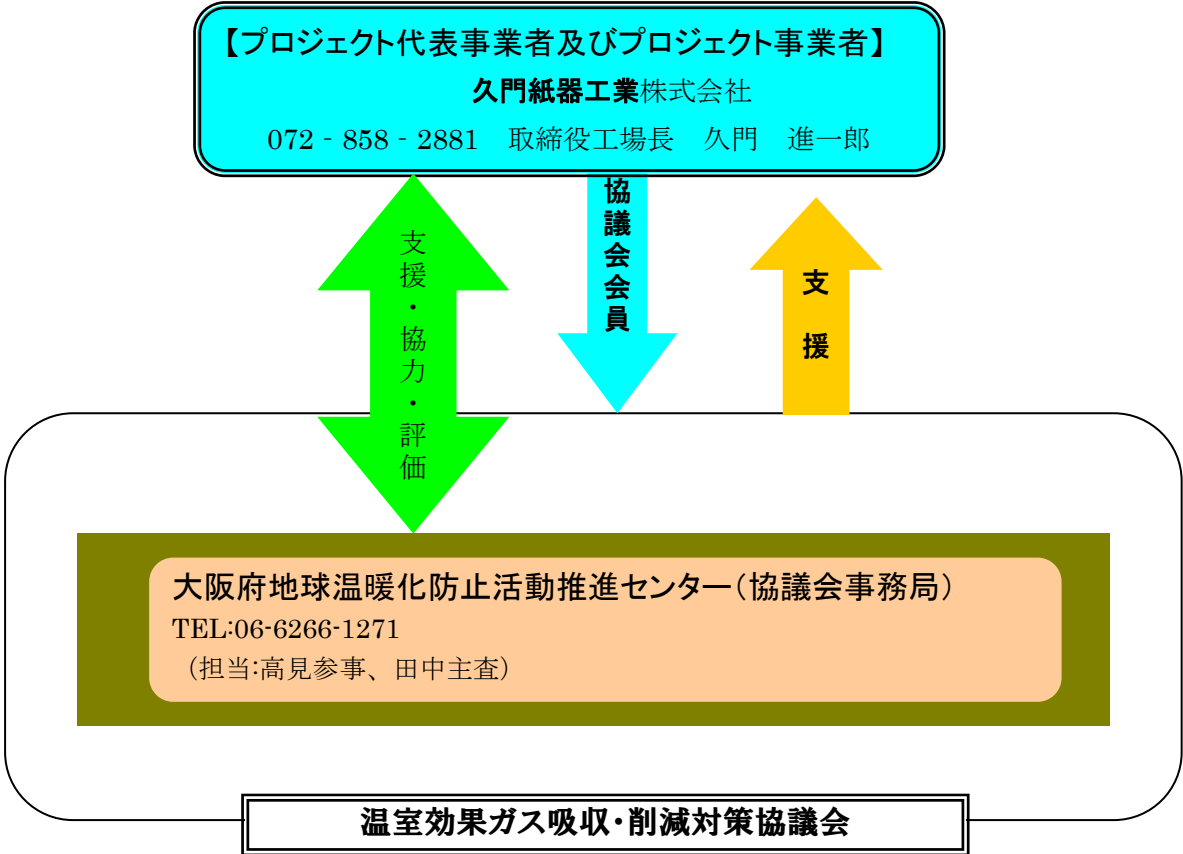 【プロジェクト代表事業者及びプロジェクト事業者】
久門紙器工業株式会社
072‐858‐2881　取締役工場長　久門　進一郎
支援・協力・評価
協議会会員
支　援
大阪府地球温暖化防止活動推進センター（協議会事務局）
TEL:06-6266-1271
（担当:高見参事、田中主査）
温室効果ガス吸収・削減対策協議会